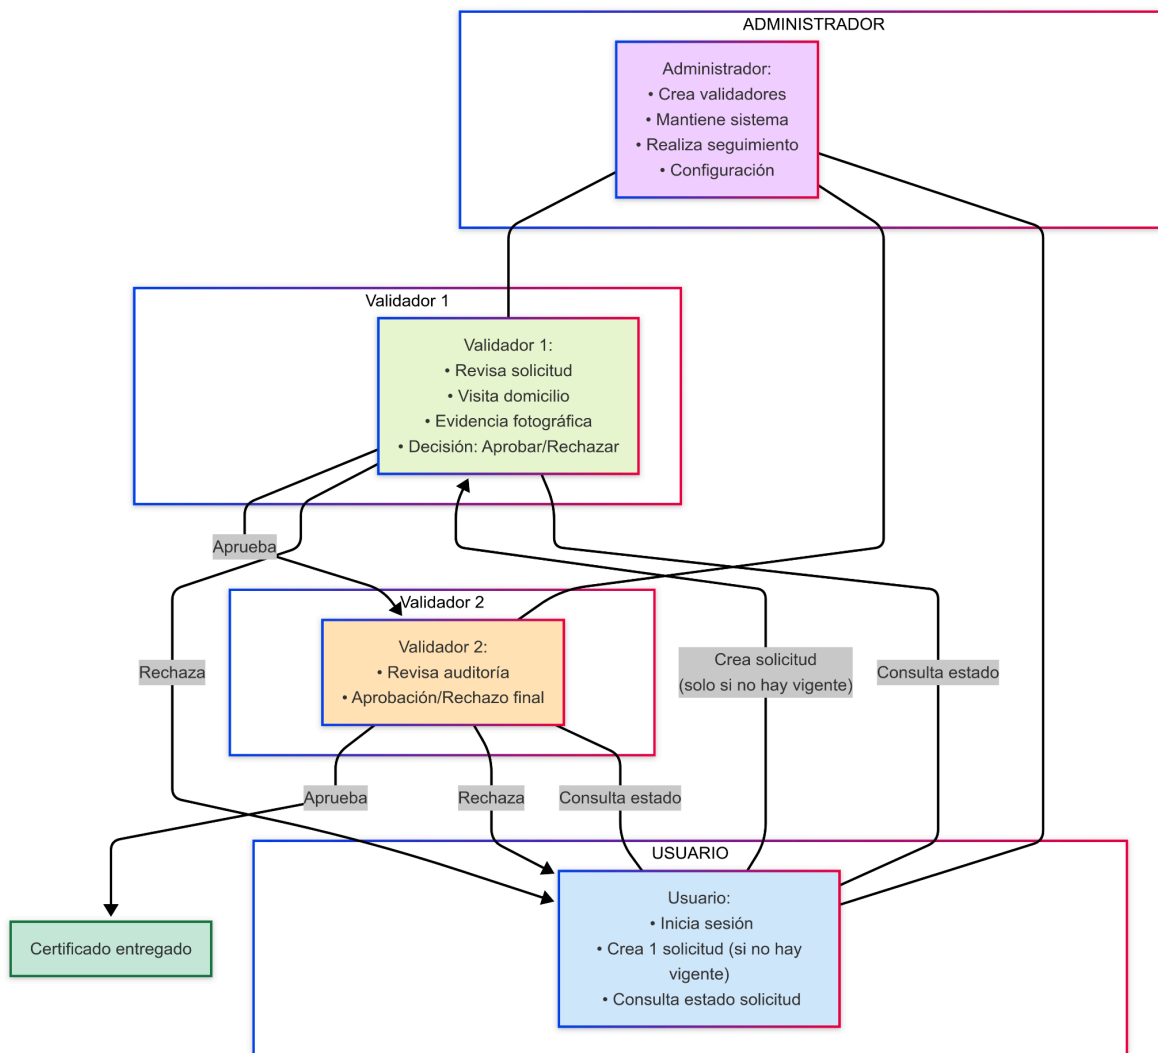 ADMINISTRADOR
Administrador:
• Crea validadores
• Mantiene sistema
• Realiza seguimiento
• Configuración
Validador 1
Validador 1:
• Revisa solicitud
• Visita domicilio
• Evidencia fotográfica
• Decisión: Aprobar/Rechazar
Aprueba
Validador 2
Validador 2:
• Revisa auditoría
• Aprobación/Rechazo final
Rechaza
Crea solicitud
(solo si no hay vigente)
Consulta estado
Aprueba
Rechaza
Consulta estado
USUARIO
Usuario:
• Inicia sesión
• Crea 1 solicitud (si no hay
vigente)
• Consulta estado solicitud
Certificado entregado